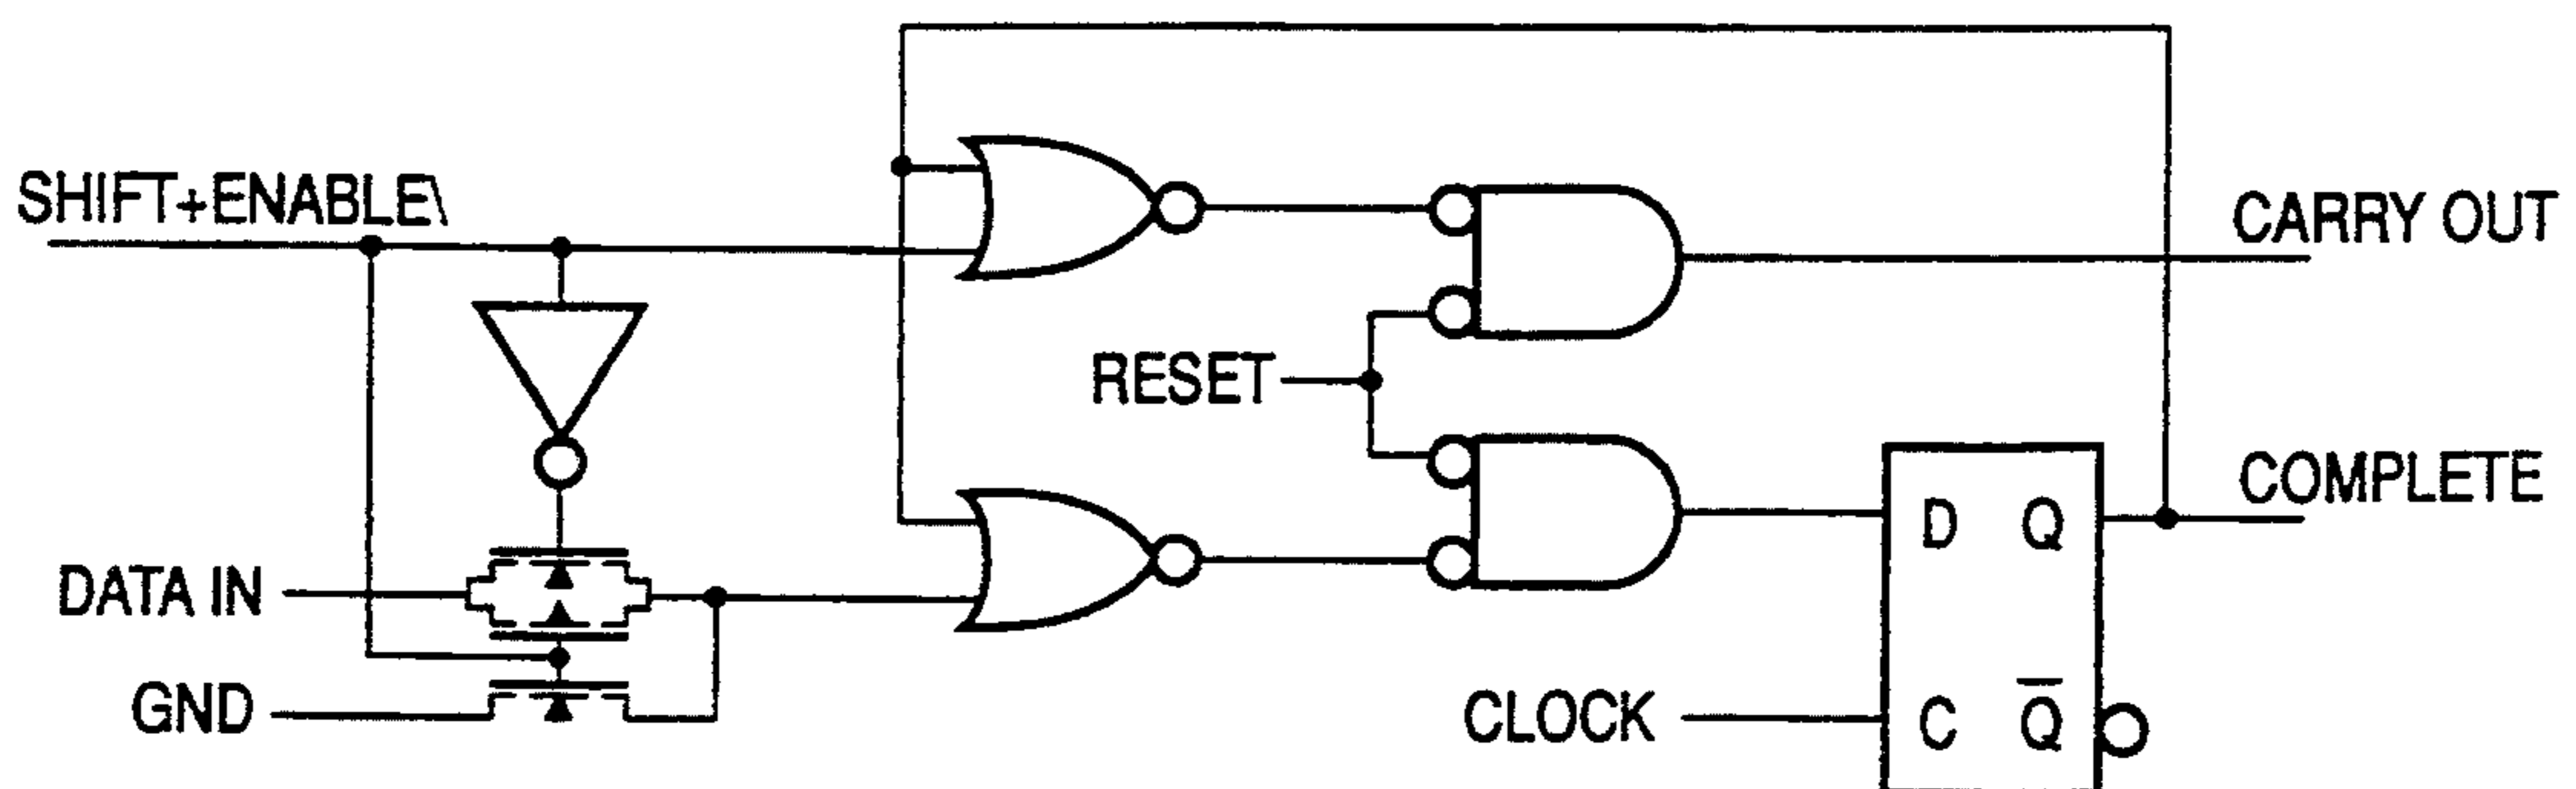 SHIFT+ENABLE\
CARRY OUT
RESET
COMPLETE
D Q
DATA IN
GND
CLOCK
C Q̅